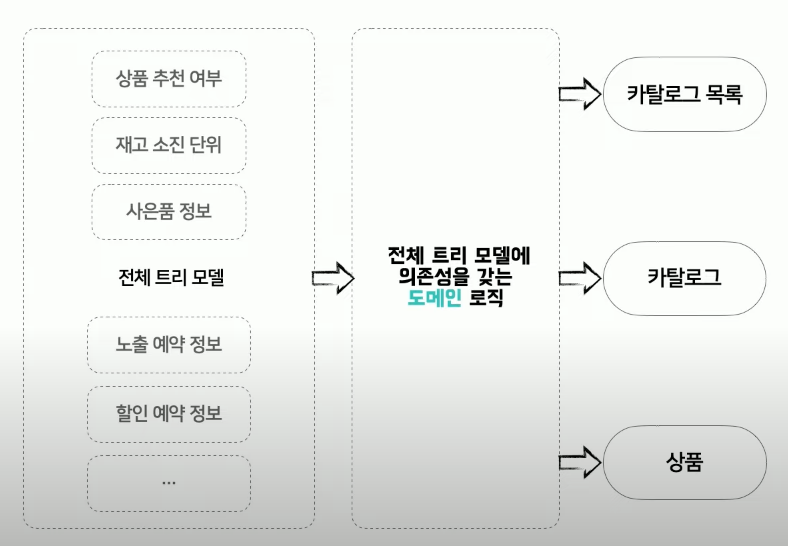 상품 추천 여부
재고 소진 단위
사은품 정보
전체 트리 모델
노출 예약 정보
할인 예약 정보
...
전체 트리 모델에
의존성을 갖는
도메인 로직
카탈로그 목록
카탈로그
상품